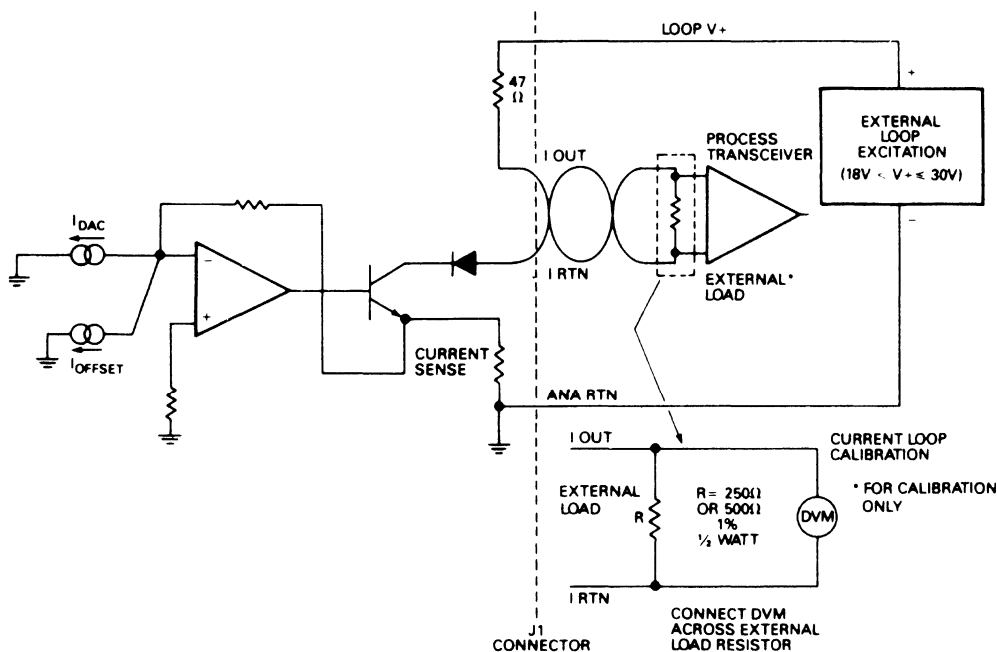 LOOP V+
47
Ω
+
EXTERNAL
LOOP
EXCITATION
(18V < V+ ≤ 30V)
−
PROCESS
TRANSCEIVER
I OUT
I RTN
EXTERNAL*
LOAD
IDAC
−
+
IOFFSET
CURRENT
SENSE
ANA RTN
I OUT
CURRENT LOOP
CALIBRATION
* FOR CALIBRATION
ONLY
EXTERNAL
LOAD
R
R = 250Ω
OR 500Ω
1%
½ WATT
DVM
I RTN
CONNECT DVM
ACROSS EXTERNAL
LOAD RESISTOR
J1
CONNECTOR